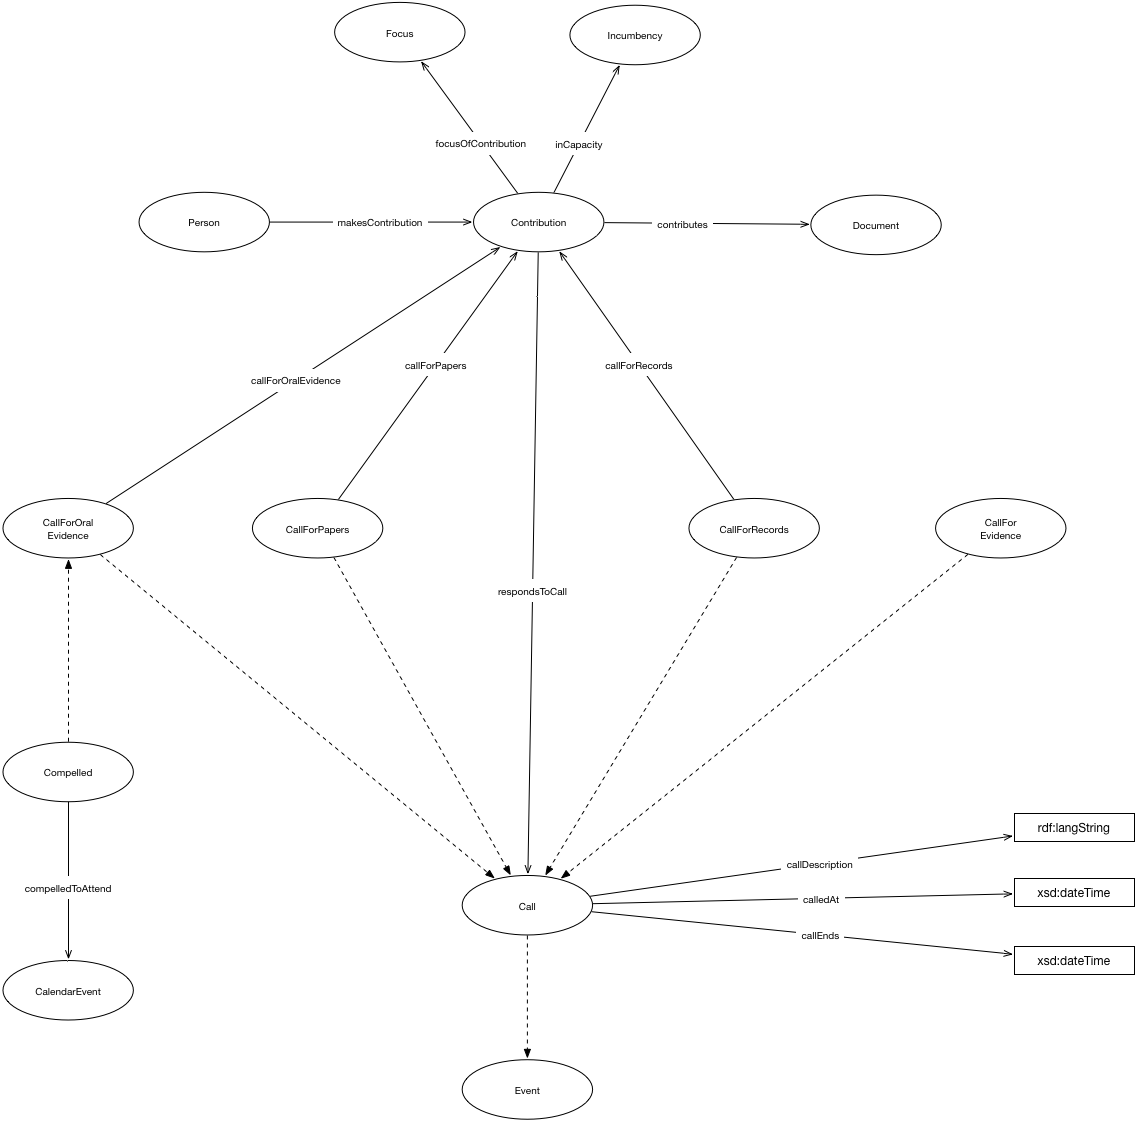 Focus
Incumbency
focusOfContribution
inCapacity
Person
makesContribution
Contribution
contributes
Document
callForOralEvidence
callForPapers
callForRecords
CallForOral
Evidence
CallForPapers
CallForRecords
CallFor
Evidence
respondsToCall
Compelled
rdf:langString
callDescription
compelledToAttend
calledAt
xsd:dateTime
Call
callEnds
xsd:dateTime
CalendarEvent
Event